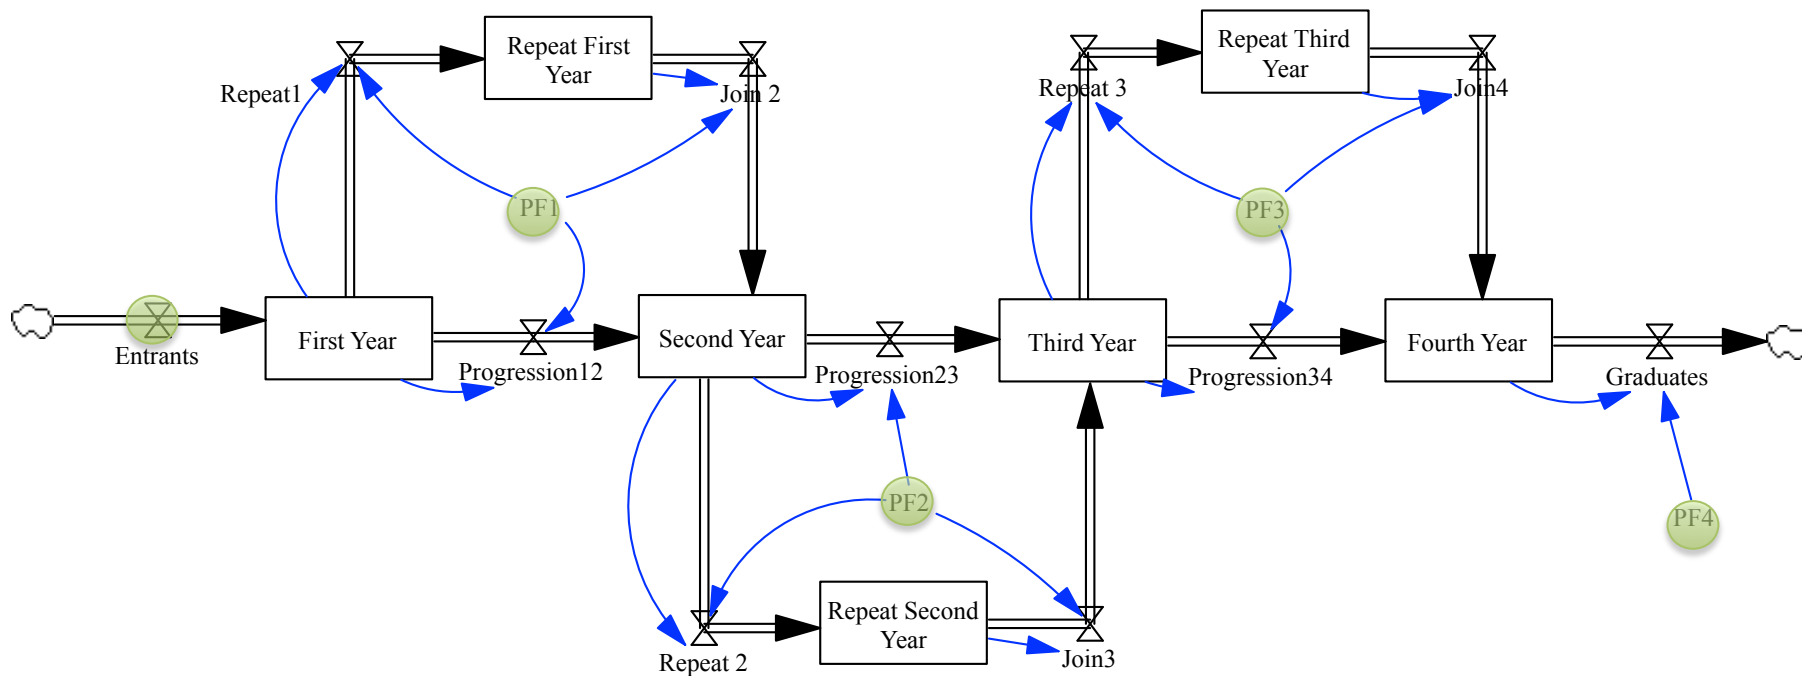 Repeat First
Year
Repeat Third
Year
Repeat1
Join 2
Repeat 3
Join4
PF1
PF3
First Year
Second Year
Third Year
Fourth Year
Entrants
Progression12
Progression23
Progression34
Graduates
PF2
PF4
Repeat Second
Year
Repeat 2
Join3